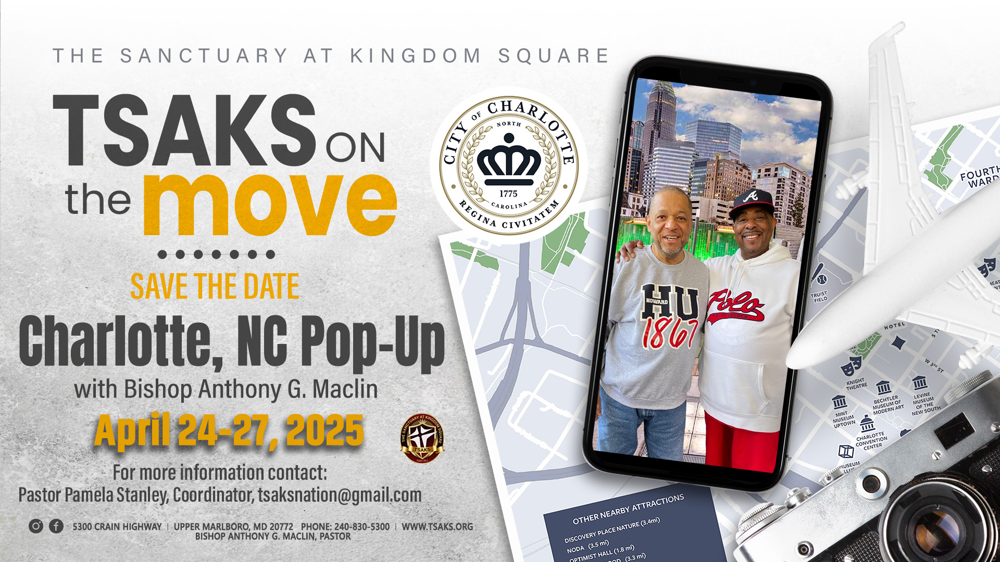 THE SANCTUARY AT KINGDOM SQUARE
TSAKS ON
the move
SAVE THE DATE
Charlotte, NC Pop-Up
with Bishop Anthony G. Maclin
April 24-27, 2025
THE SANCTUARY AT KINGDOM SQUARE
TSAKS
For more information contact:
Pastor Pamela Stanley, Coordinator, tsaksnation@gmail.com
5300 CRAIN HIGHWAY | UPPER MARLBORO, MD 20772 PHONE: 240-830-5300 | WWW.TSAKS.ORG
BISHOP ANTHONY G. MACLIN, PASTOR
CITY OF CHARLOTTE
NORTH
1775
CAROLINA
REGINA CIVITATEM
A
HU
HOWARD
1867
Polo
RALPH LAUREN
FOURTH
WARD
TRUIST
FIELD
HOTEL
W 3RD ST
KNIGHT
THEATRE
BECHTLER
MUSEUM OF
MODERN ART
LEVINE
MUSEUM
OF THE
NEW SOUTH
MINT
MUSEUM
UPTOWN
CHARLOTTE
CONVENTION
CENTER
OTHER NEARBY ATTRACTIONS
DISCOVERY PLACE NATURE (3.4mi)
NODA (3.5 mi)
OPTIMIST HALL (1.8 mi)
(3.3 mi)